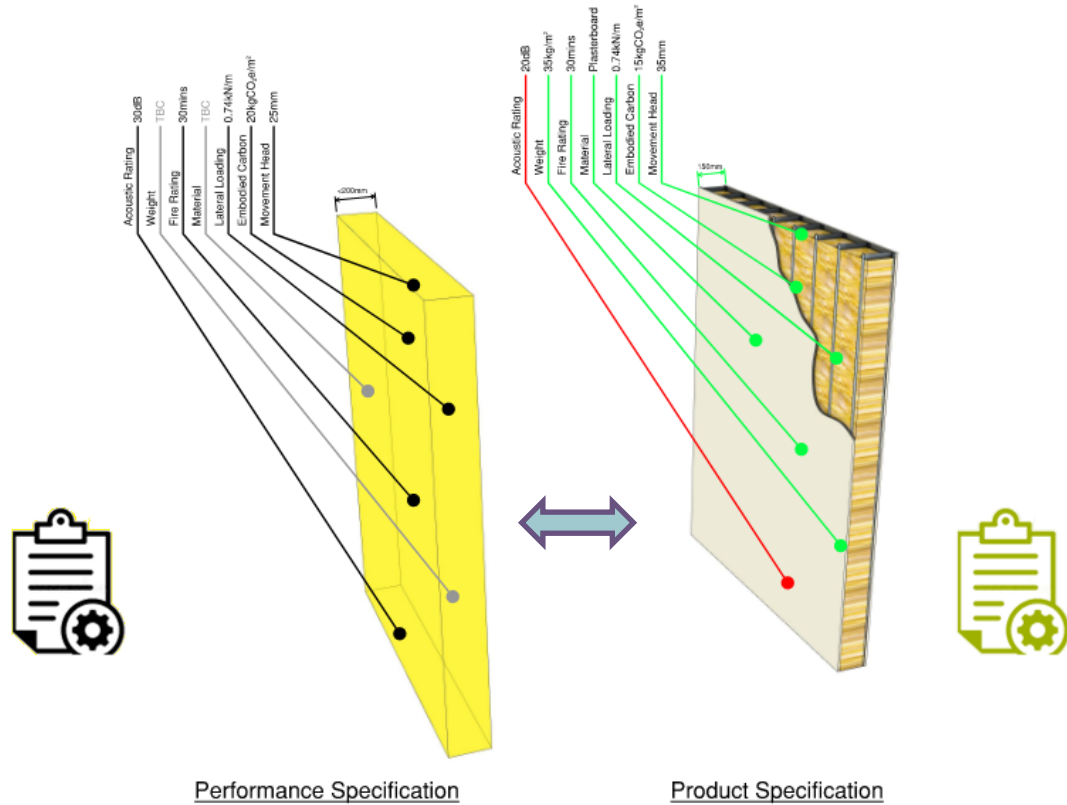 Acoustic Rating 30dB
Weight TBC
Fire Rating 30mins
Material TBC
Lateral Loading 0.74kN/m
Embodied Carbon 20kgCO₂e/m²
Movement Head 25mm
<200mm
Acoustic Rating 20dB
Weight 35kg/m²
Fire Rating 30mins
Material Plasterboard
Lateral Loading 0.74kN/m
Embodied Carbon 15kgCO₂e/m²
Movement Head 35mm
150mm
Performance Specification
Product Specification